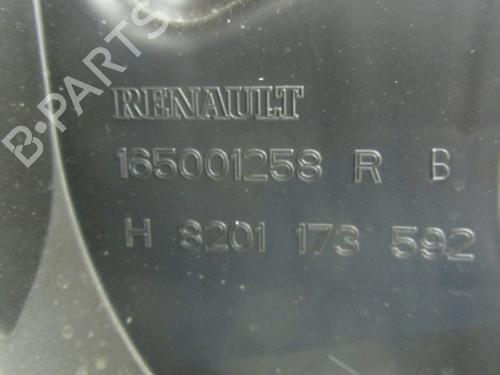 B-PARTS
RENAULT
165001258 R B
H 8201 173 592